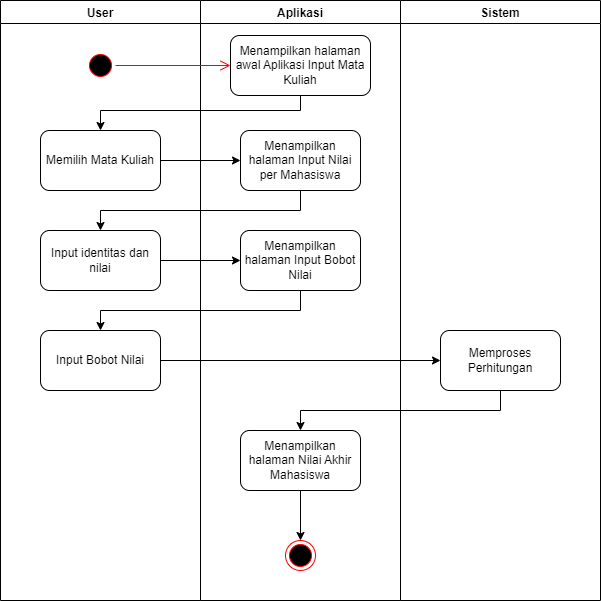 User
Aplikasi
Sistem
Menampilkan halaman
awal Aplikasi Input Mata
Kuliah
Memilih Mata Kuliah
Menampilkan
halaman Input Nilai
per Mahasiswa
Input identitas dan
nilai
Menampilkan
halaman Input Bobot
Nilai
Input Bobot Nilai
Memproses
Perhitungan
Menampilkan
halaman Nilai Akhir
Mahasiswa